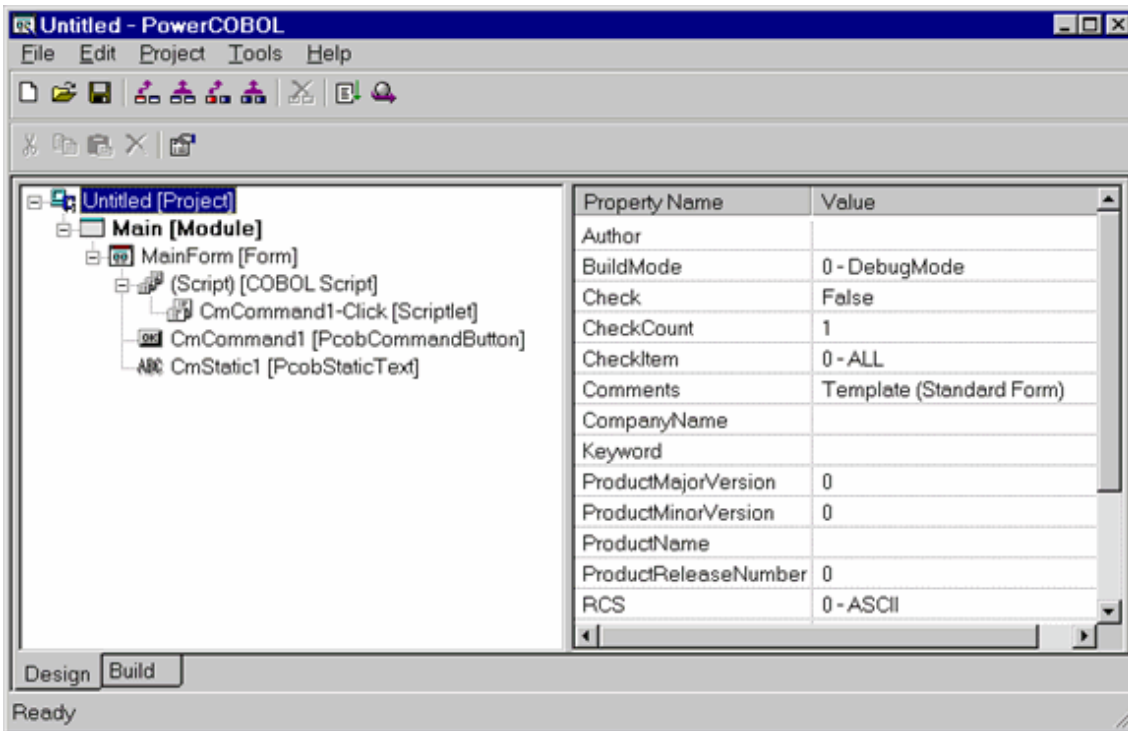 Untitled - PowerCOBOL
File Edit Project Tools Help
Untitled [Project]
Main [Module]
MainForm [Form]
(Script) [COBOL Script]
CmCommand1-Click [Scriptlet]
OK CmCommand1 [PcobCommandButton]
ABC CmStatic1 [PcobStaticText]
Property Name Value
Author
BuildMode 0 - DebugMode
Check False
CheckCount 1
CheckItem 0 - ALL
Comments Template (Standard Form)
CompanyName
Keyword
ProductMajorVersion 0
ProductMinorVersion 0
ProductName
ProductReleaseNumber 0
RCS 0 - ASCII
Design Build
Ready